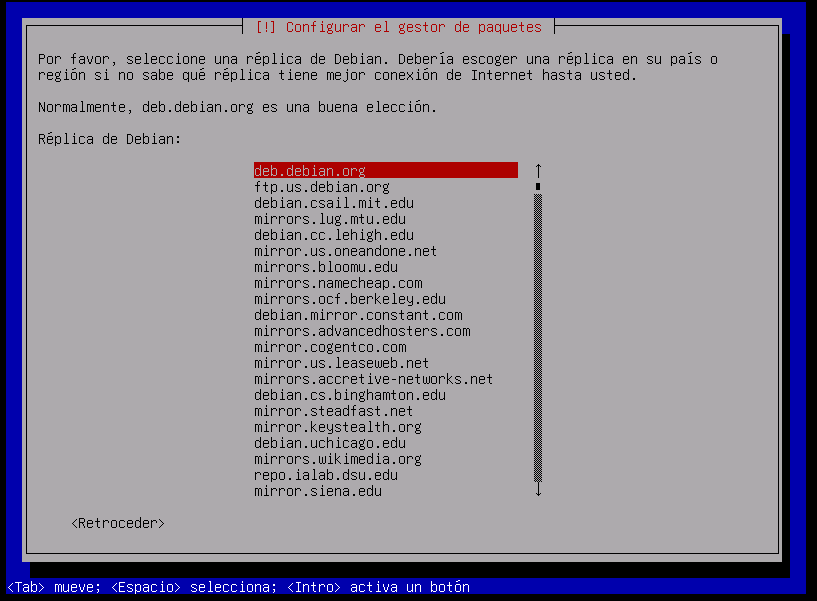 [!] Configurar el gestor de paquetes
Por favor, seleccione una réplica de Debian. Debería escoger una réplica en su país o
región si no sabe qué réplica tiene mejor conexión de Internet hasta usted.
Normalmente, deb.debian.org es una buena elección.
Réplica de Debian:
deb.debian.org
ftp.us.debian.org
debian.csail.mit.edu
mirrors.lug.mtu.edu
debian.cc.lehigh.edu
mirror.us.oneandone.net
mirrors.bloomu.edu
mirrors.namecheap.com
mirrors.ocf.berkeley.edu
debian.mirror.constant.com
mirrors.advancedhosters.com
mirror.cogentco.com
mirror.us.leaseweb.net
mirrors.accretive-networks.net
debian.cs.binghamton.edu
mirror.steadfast.net
mirror.keystealth.org
debian.uchicago.edu
mirrors.wikimedia.org
repo.ialab.dsu.edu
mirror.siena.edu
<Retroceder>
<Tab> mueve; <Espacio> selecciona; <Intro> activa un botón